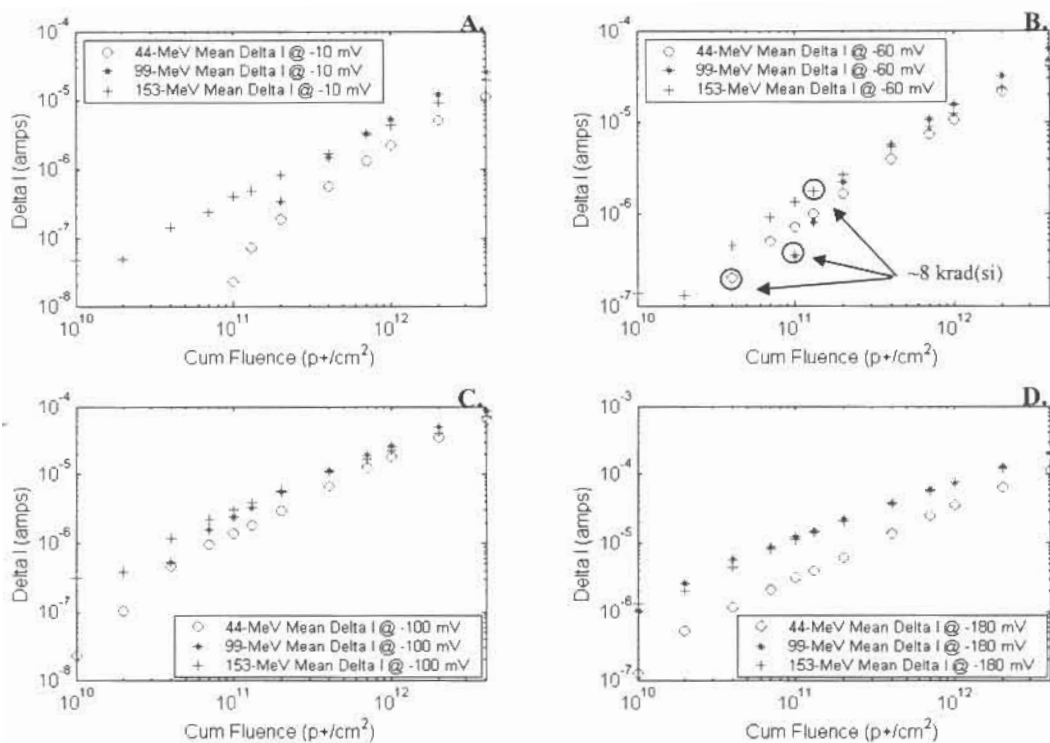 A.
10^-4
44-MeV Mean Delta I @ -10 mV
99-MeV Mean Delta I @ -10 mV
153-MeV Mean Delta I @ -10 mV
10^-5
10^-6
10^-7
10^-8
Delta I (amps)
10^10
10^11
10^12
Cum Fluence (p+/cm^2)
B.
10^-4
44-MeV Mean Delta I @ -60 mV
99-MeV Mean Delta I @ -60 mV
153-MeV Mean Delta I @ -60 mV
10^-5
10^-6
~8 krad(si)
10^-7
Delta I (amps)
10^10
10^11
10^12
Cum Fluence (p+/cm^2)
C.
10^-4
10^-5
10^-6
10^-7
10^-8
Delta I (amps)
44-MeV Mean Delta I @ -100 mV
99-MeV Mean Delta I @ -100 mV
153-MeV Mean Delta I @ -100 mV
10^10
10^11
10^12
Cum Fluence (p+/cm^2)
D.
10^-3
10^-4
10^-5
10^-6
10^-7
Delta I (amps)
44-MeV Mean Delta I @ -180 mV
99-MeV Mean Delta I @ -180 mV
153-MeV Mean Delta I @ -180 mV
10^10
10^11
10^12
Cum Fluence (p+/cm^2)